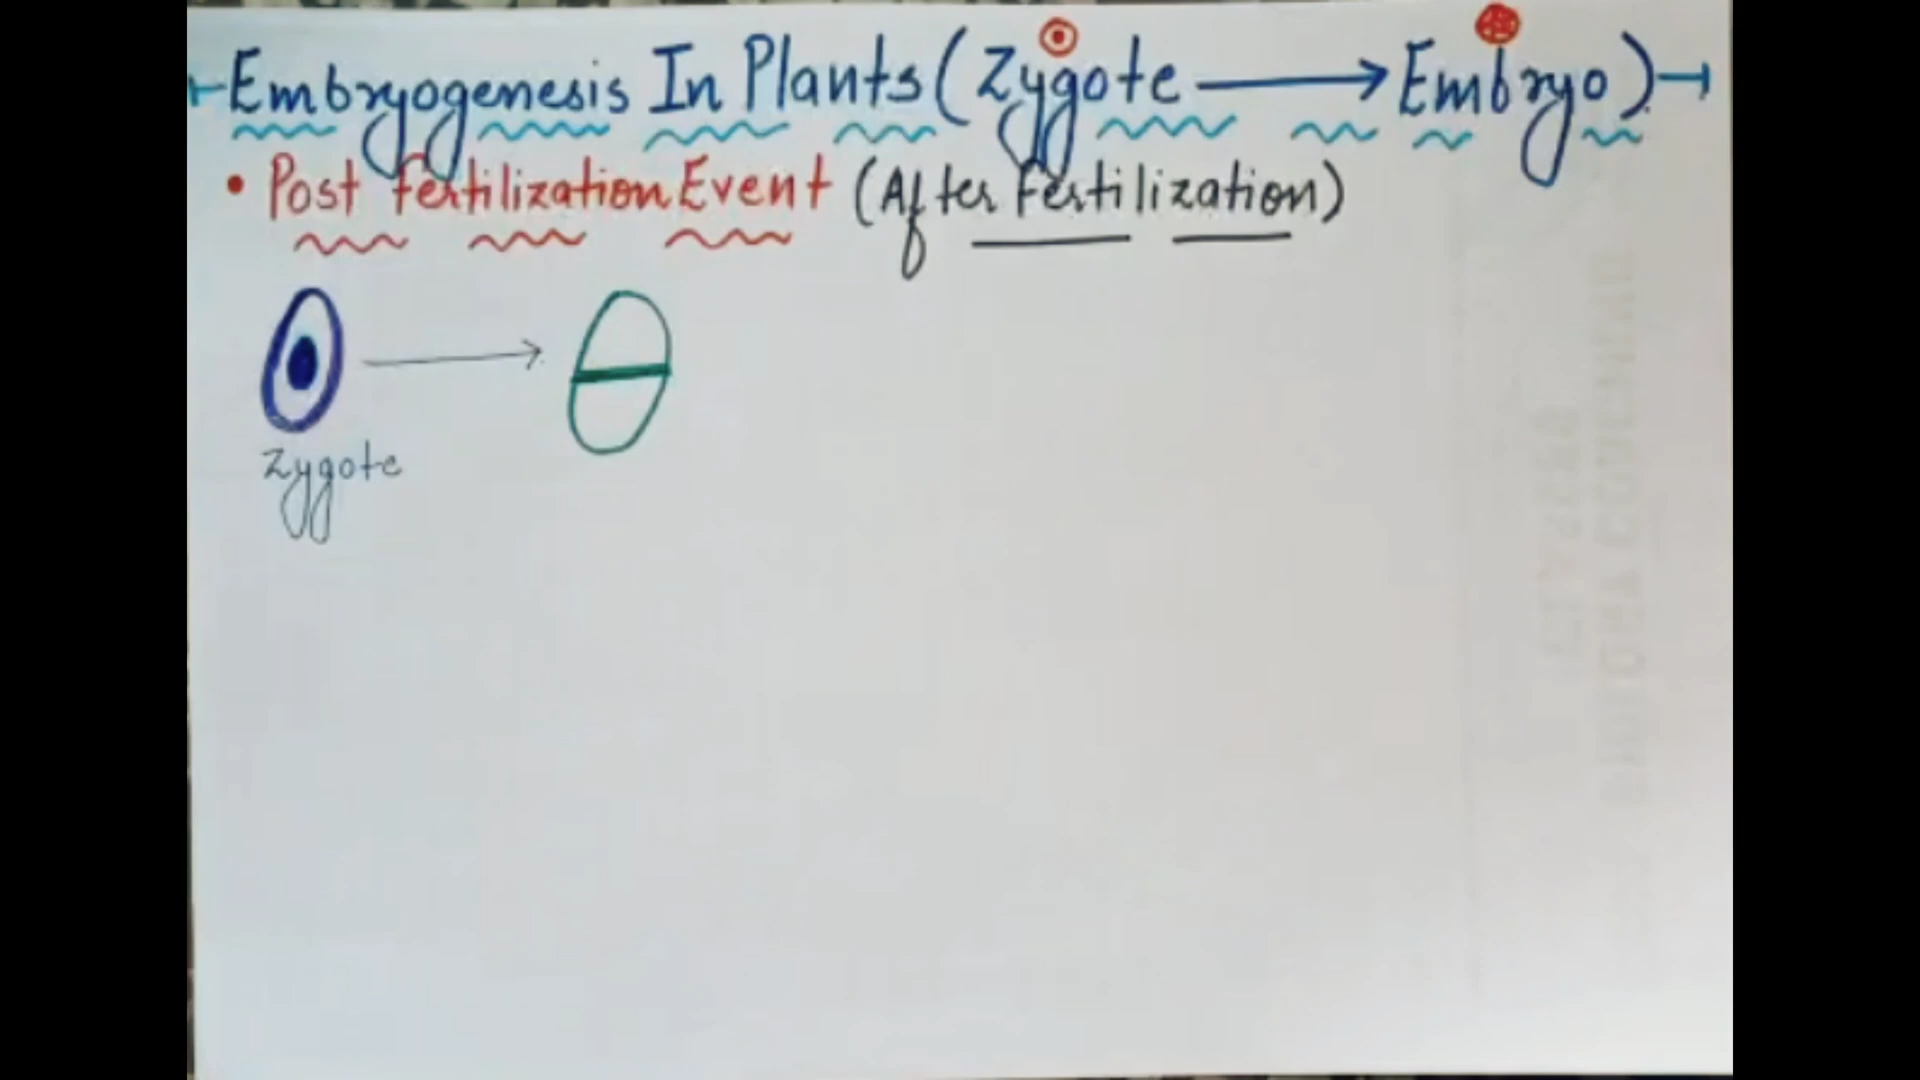 Embryogenesis In Plants (Zygote → Embryo)
• Post Fertilization Event (After Fertilization)
Zygote